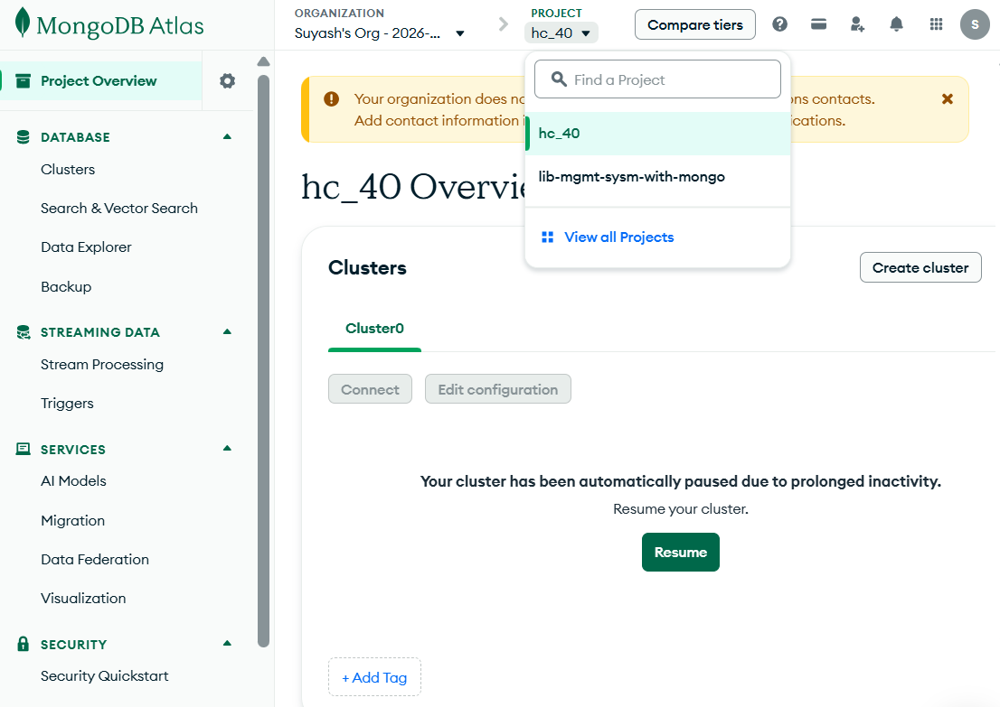 MongoDB Atlas
ORGANIZATION
Suyash's Org - 2026-...
PROJECT
hc_40
Compare tiers
S
Project Overview
DATABASE
Clusters
Search & Vector Search
Data Explorer
Backup
STREAMING DATA
Stream Processing
Triggers
SERVICES
AI Models
Migration
Data Federation
Visualization
SECURITY
Security Quickstart
Find a Project
hc_40
lib-mgmt-sysm-with-mongo
View all Projects
Your organization does no ons contacts.
Add contact information i ications.
hc_40 Overvie
Clusters
Create cluster
Cluster0
Connect
Edit configuration
Your cluster has been automatically paused due to prolonged inactivity.
Resume your cluster.
Resume
+ Add Tag